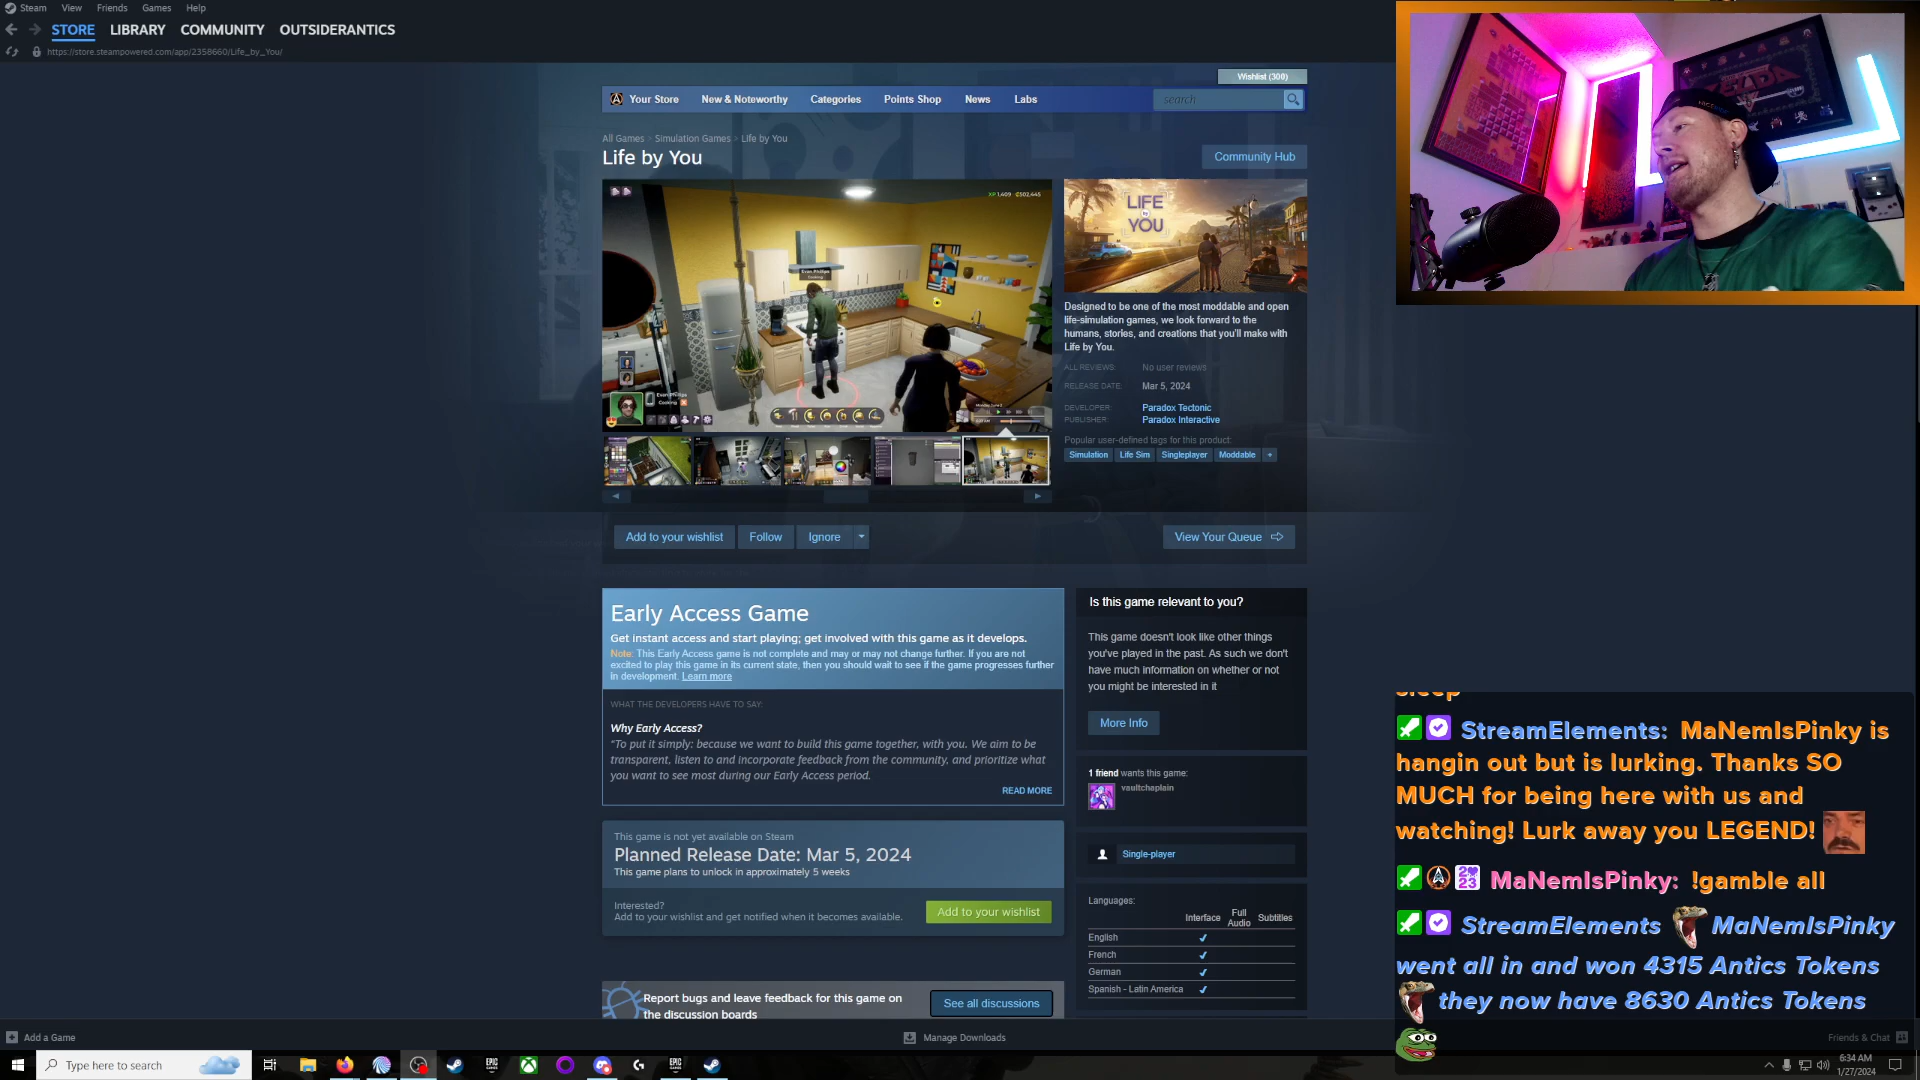 Steam View Friends Games Help
STORE LIBRARY COMMUNITY OUTSIDERANTICS
https://store.steampowered.com/app/2358660/Life_by_You/
Wishlist (300)
Your Store New & Noteworthy Categories Points Shop News Labs search
All Games > Simulation Games > Life by You
Life by You
Community Hub
XP 1,409
Evan Phillips
Cooking
Evan Phillips
Cooking
LIFE
by
YOU
Designed to be one of the most moddable and open
life-simulation games, we look forward to the
humans, stories, and creations that you'll make with
Life by You.
ALL REVIEWS: No user reviews
RELEASE DATE: Mar 5, 2024
DEVELOPER: Paradox Tectonic
PUBLISHER: Paradox Interactive
Popular user-defined tags for this product:
Simulation Life Sim Singleplayer Moddable +
Add to your wishlist Follow Ignore View Your Queue
Early Access Game
Get instant access and start playing; get involved with this game as it develops.
Note: This Early Access game is not complete and may or may not change further. If you are not
excited to play this game in its current state, then you should wait to see if the game progresses further
in development. Learn more
WHAT THE DEVELOPERS HAVE TO SAY:
Why Early Access?
"To put it simply: because we want to build this game together, with you. We aim to be
transparent, listen to and incorporate feedback from the community, and prioritize what
you want to see most during our Early Access period.
READ MORE
This game is not yet available on Steam
Planned Release Date: Mar 5, 2024
This game plans to unlock in approximately 5 weeks
Interested?
Add to your wishlist and get notified when it becomes available.
Add to your wishlist
Report bugs and leave feedback for this game on
the discussion boards
See all discussions
Is this game relevant to you?
This game doesn't look like other things
you've played in the past. As such we don't
have much information on whether or not
you might be interested in it
More Info
1 friend wants this game:
vaultchaplain
Single-player
Languages:
Interface Full Audio Subtitles
English ✔
French ✔
German ✔
Spanish - Latin America ✔
sleep
StreamElements: MaNemIsPinky is
hangin out but is lurking. Thanks SO
MUCH for being here with us and
watching! Lurk away you LEGEND!
MaNemIsPinky: !gamble all
StreamElements MaNemIsPinky
went all in and won 4315 Antics Tokens
they now have 8630 Antics Tokens
Add a Game Manage Downloads Friends & Chat
Type here to search
6:34 AM
1/27/2024